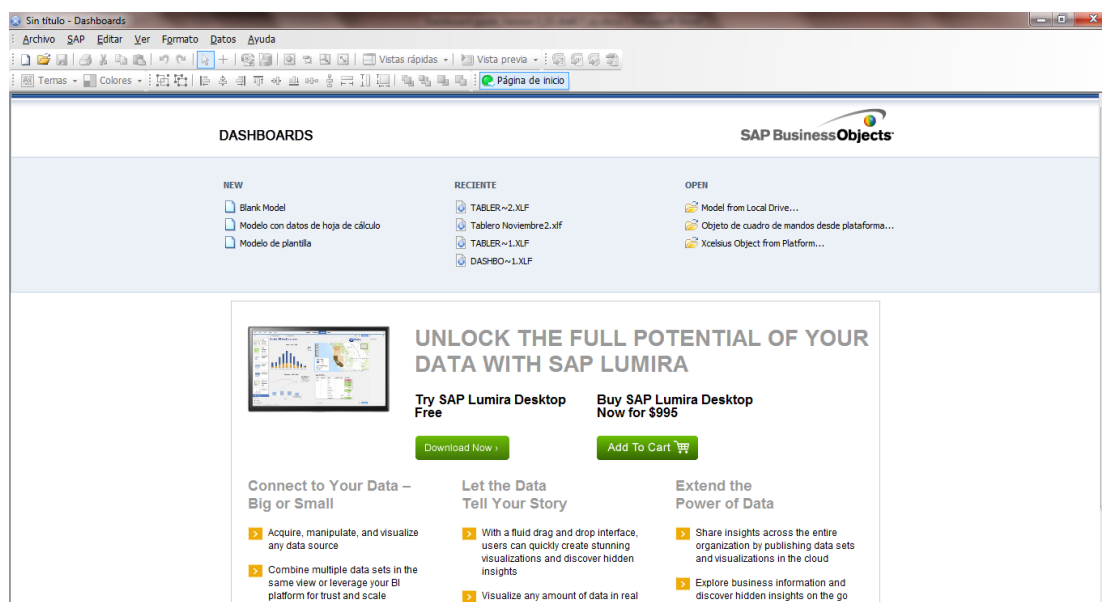 Sin título - Dashboards
Archivo SAP Editar Ver Formato Datos Ayuda
Vistas rápidas Vista previa
Temas Colores Página de inicio
DASHBOARDS
SAP BusinessObjects
NEW
Blank Model
Modelo con datos de hoja de cálculo
Modelo de plantilla
RECIENTE
TABLER~2.XLF
Tablero Noviembre2.xlf
TABLER~1.XLF
DASHBO~1.XLF
OPEN
Model from Local Drive...
Objeto de cuadro de mandos desde plataforma...
Xcelsius Object from Platform...
UNLOCK THE FULL POTENTIAL OF YOUR
DATA WITH SAP LUMIRA
Try SAP Lumira Desktop
Free
Download Now ›
Buy SAP Lumira Desktop
Now for $995
Add To Cart
Connect to Your Data –
Big or Small
Acquire, manipulate, and visualize
any data source
Combine multiple data sets in the
same view or leverage your BI
platform for trust and scale
Let the Data
Tell Your Story
With a fluid drag and drop interface,
users can quickly create stunning
visualizations and discover hidden
insights
Visualize any amount of data in real
Extend the
Power of Data
Share insights across the entire
organization by publishing data sets
and visualizations in the cloud
Explore business information and
discover hidden insights on the go